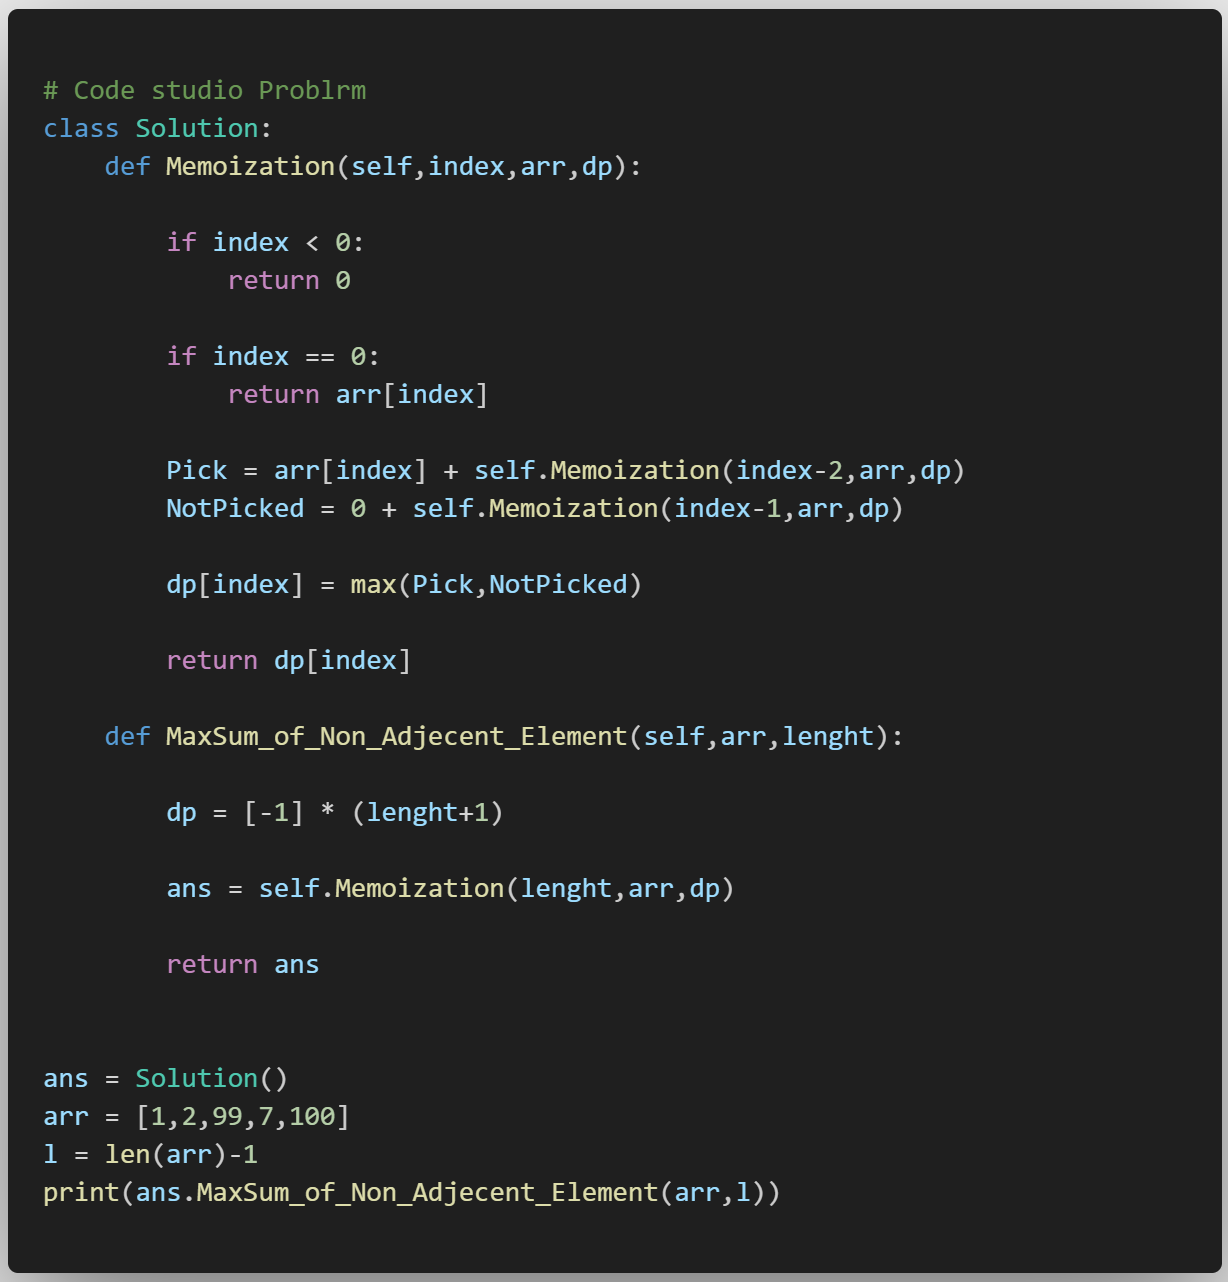 # Code studio Problrm
class Solution:
    def Memoization(self,index,arr,dp):
        if index < 0:
            return 0
        if index == 0:
            return arr[index]
        Pick = arr[index] + self.Memoization(index-2,arr,dp)
        NotPicked = 0 + self.Memoization(index-1,arr,dp)
        dp[index] = max(Pick,NotPicked)
        return dp[index]
    def MaxSum_of_Non_Adjecent_Element(self,arr,lenght):
        dp = [-1] * (lenght+1)
        ans = self.Memoization(lenght,arr,dp)
        return ans
ans = Solution()
arr = [1,2,99,7,100]
l = len(arr)-1
print(ans.MaxSum_of_Non_Adjecent_Element(arr,l))